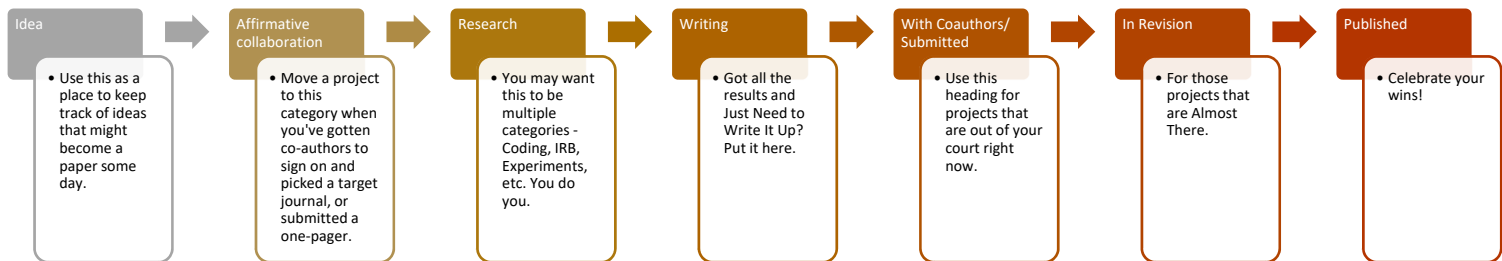 Idea
• Use this as a
place to keep
track of ideas
that might
become a
paper some
day.
Affirmative
collaboration
• Move a project
to this
category when
you've gotten
co-authors to
sign on and
picked a target
journal, or
submitted a
one-pager.
Research
• You may want
this to be
multiple
categories -
Coding, IRB,
Experiments,
etc. You do
you.
Writing
• Got all the
results and
Just Need to
Write It Up?
Put it here.
With Coauthors/
Submitted
• Use this
heading for
projects that
are out of your
court right
now.
In Revision
• For those
projects that
are Almost
There.
Published
• Celebrate your
wins!